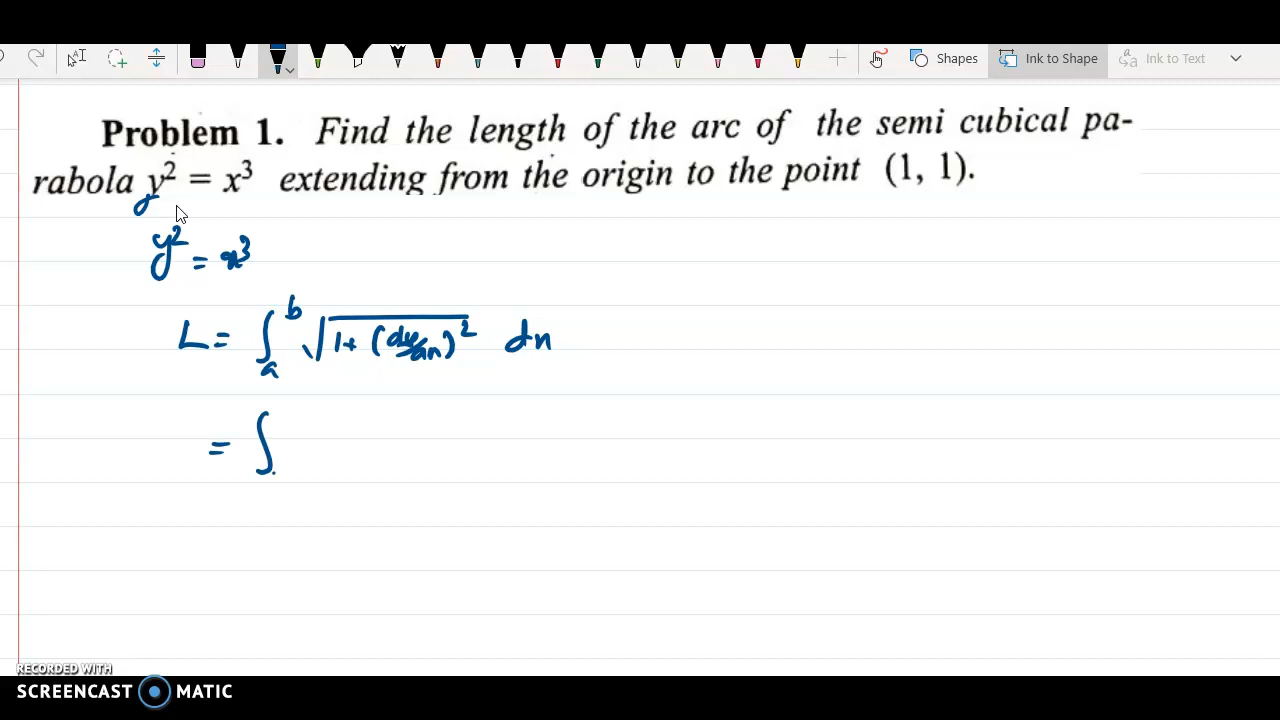 Shapes Ink to Shape Ink to Text
Problem 1. Find the length of the arc of the semi cubical pa-
rabola y² = x³ extending from the origin to the point (1, 1).
y
y² = x³
L = ∫ₐᵇ √(1+ (dy/dx)²) dx
= ∫
RECORDED WITH
SCREENCAST MATIC